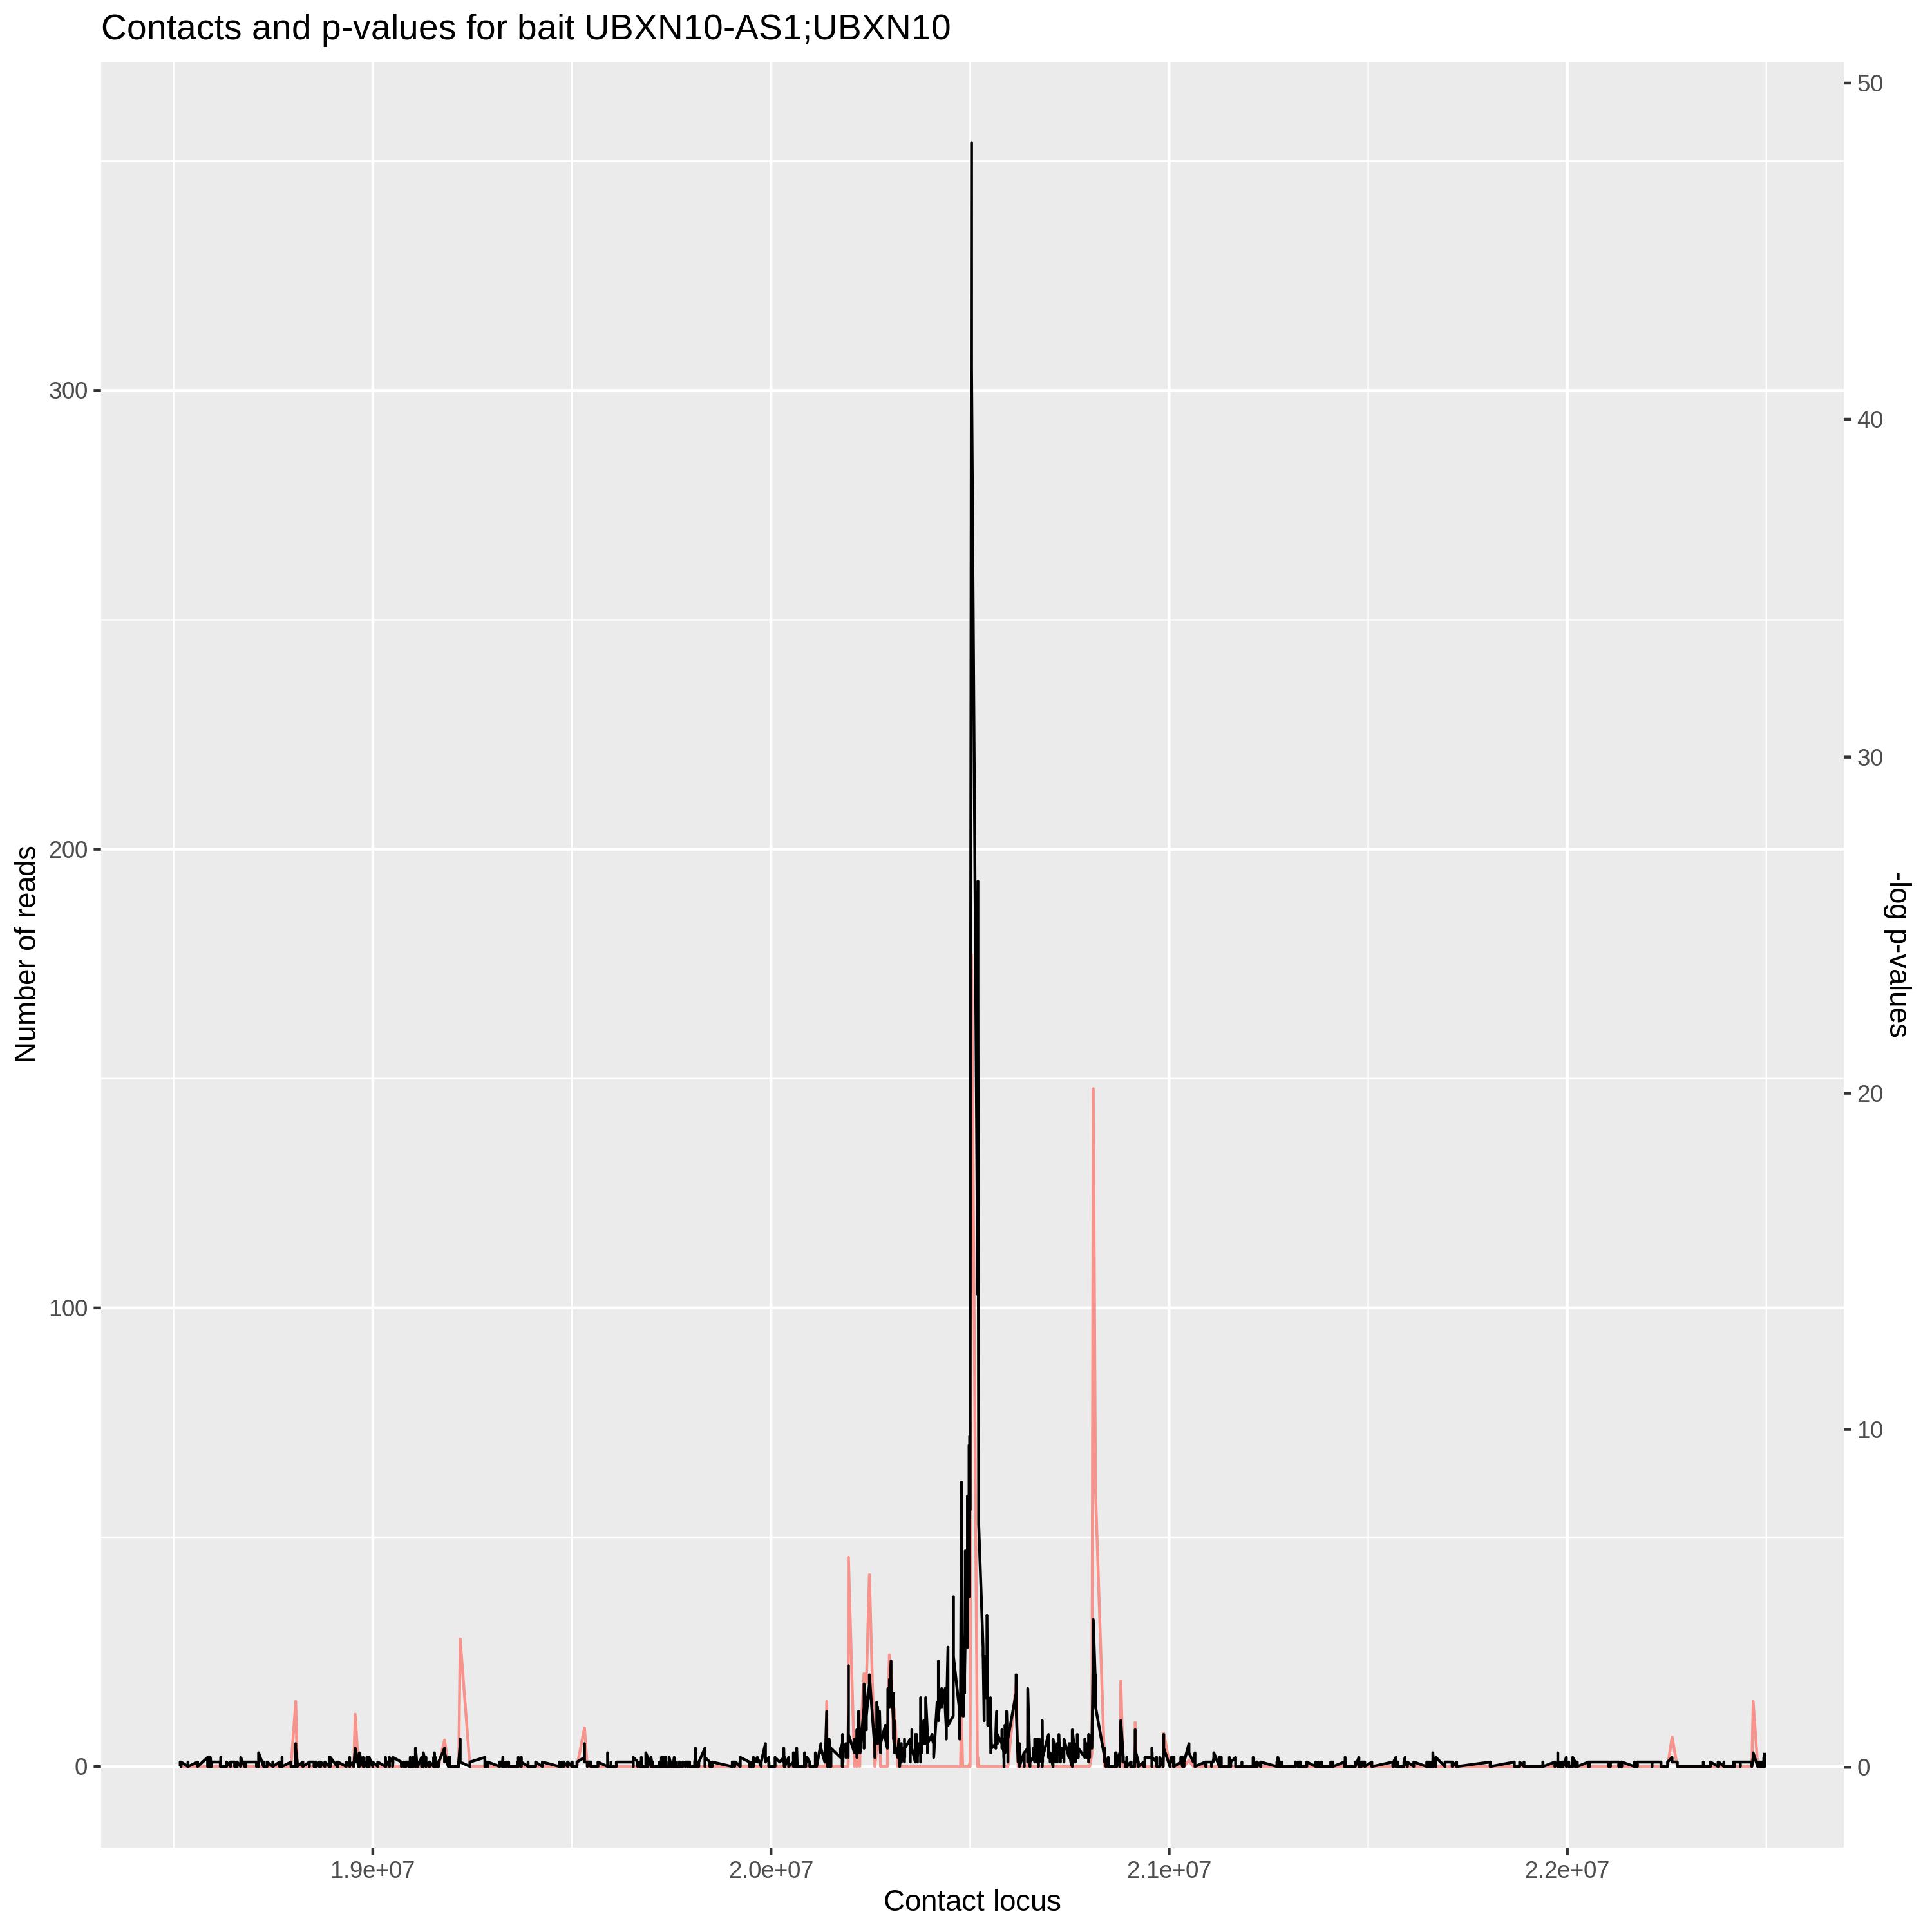 Contacts and p-values for bait UBXN10-AS1;UBXN10
50
40
30
20
10
0
300
200
100
0
Number of reads
-log p-values
1.9e+07
2.0e+07
2.1e+07
2.2e+07
Contact locus